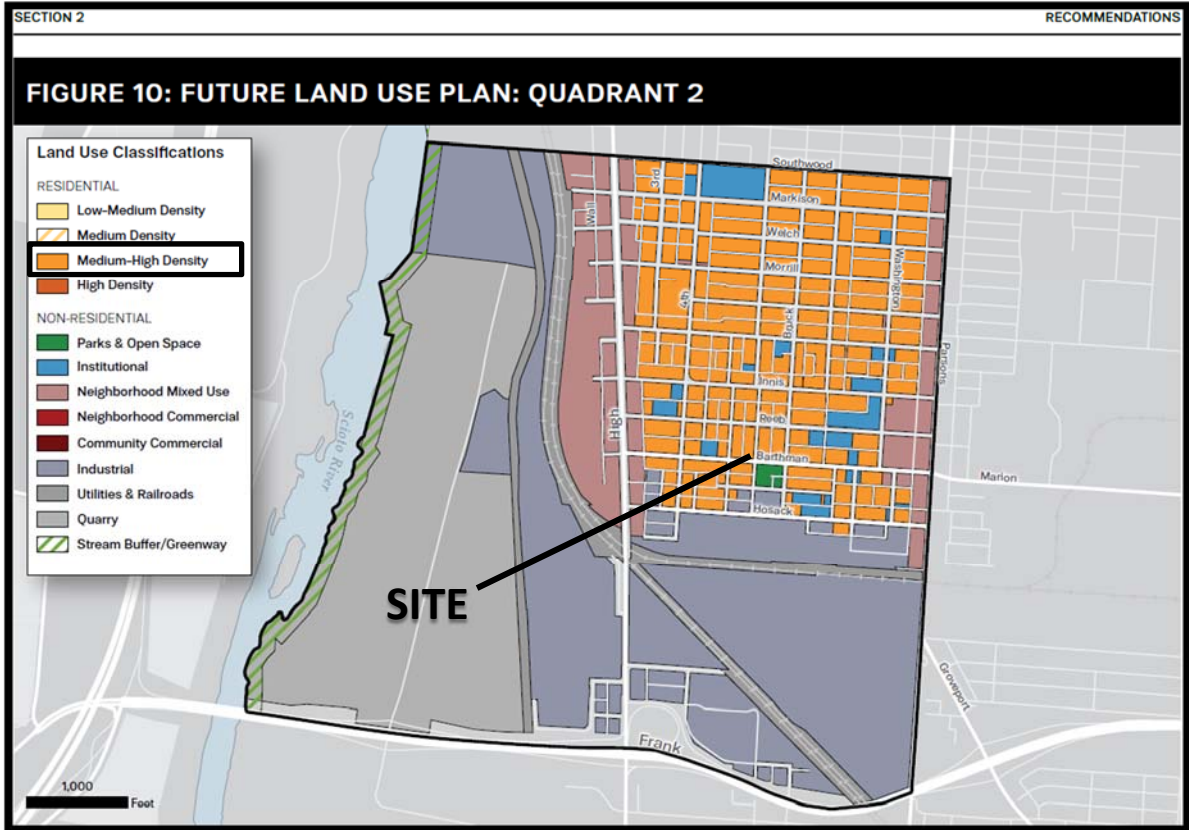 SECTION 2
RECOMMENDATIONS
FIGURE 10: FUTURE LAND USE PLAN: QUADRANT 2
Land Use Classifications
RESIDENTIAL
Low-Medium Density
Medium Density
Medium-High Density
High Density
NON-RESIDENTIAL
Parks & Open Space
Institutional
Neighborhood Mixed Use
Neighborhood Commercial
Community Commercial
Industrial
Utilities & Railroads
Quarry
Stream Buffer/Greenway
Southwood
3rd
Markison
Wall
Welch
Washington
Morrill
4th
Bruck
Parsons
Innis
High
Reeb
Scioto River
Barthman
Marion
Hosack
SITE
Groveport
Frank
1,000
Feet